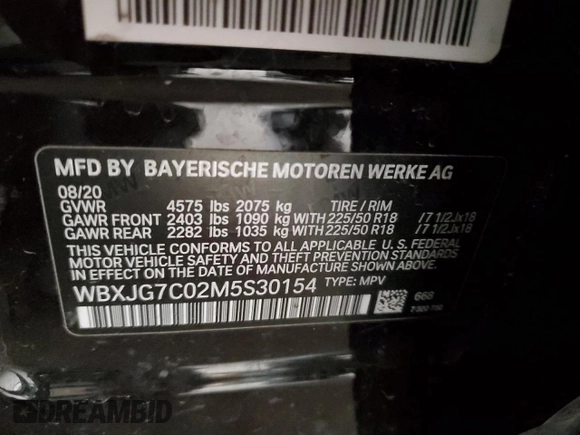 MFD BY BAYERISCHE MOTOREN WERKE AG
08/20
GVWR 4575 lbs 2075 kg TIRE / RIM
GAWR FRONT 2403 lbs 1090 kg WITH 225/50 R18 /7 1/2Jx18
GAWR REAR 2282 lbs 1035 kg WITH 225/50 R18 /7 1/2Jx18
THIS VEHICLE CONFORMS TO ALL APPLICABLE U. S. FEDERAL
MOTOR VEHICLE SAFETY, BUMPER, AND THEFT PREVENTION STANDARDS
IN EFFECT ON THE DATE OF MANUFACTURE SHOWN ABOVE.
WBXJG7C02M5S30154 TYPE: MPV
668
DREAMBID